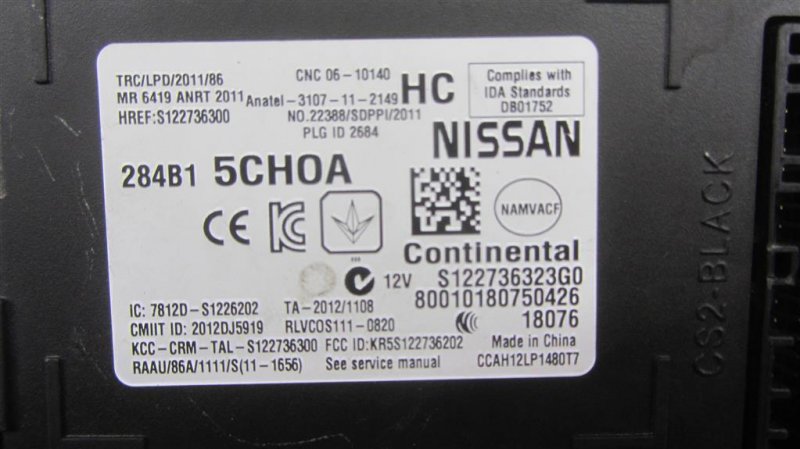 TRC/LPD/2011/86
CNC 06-10140
HC
Complies with
IDA Standards
DB01752
MR 6419 ANRT 2011
Anatel-3107-11-2149
HREF:S122736300
NO.22388/SDPPI/2011
PLG ID 2684
NISSAN
284B1 5CH0A
CE
NAMVACF
Continental
12V
S122736323G0
80010180750426
IC: 7812D-S1226202
TA-2012/1108
18076
CMIIT ID: 2012DJ5919
RLVCOS111-0820
KCC-CRM-TAL-S122736300
FCC ID:KR5S122736202
Made in China
RAAU/86A/1111/S(11-1656)
See service manual
CCAH12LP1480T7
CS2-BLACK